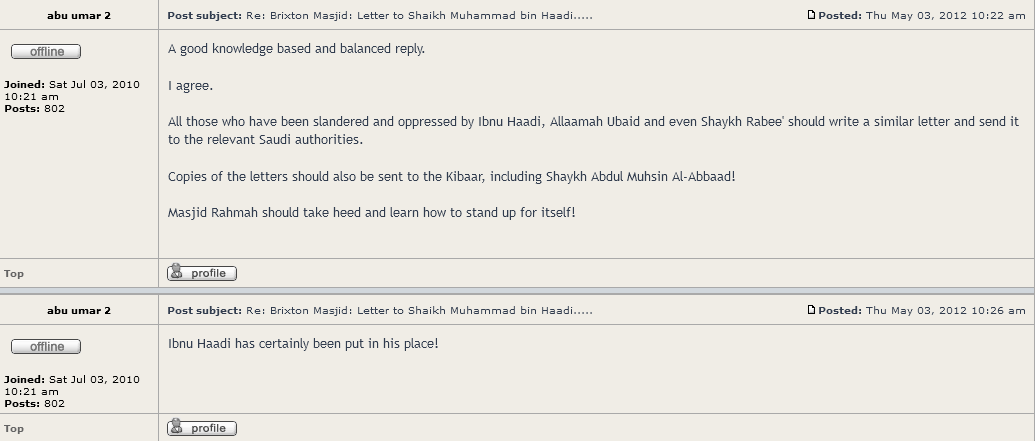 abu umar 2
Post subject: Re: Brixton Masjid: Letter to Shaikh Muhammad bin Haadi.....
Posted: Thu May 03, 2012 10:22 am
offline
Joined: Sat Jul 03, 2010
10:21 am
Posts: 802
A good knowledge based and balanced reply.
I agree.
All those who have been slandered and oppressed by Ibnu Haadi, Allaamah Ubaid and even Shaykh Rabee' should write a similar letter and send it
to the relevant Saudi authorities.
Copies of the letters should also be sent to the Kibaar, including Shaykh Abdul Muhsin Al-Abbaad!
Masjid Rahmah should take heed and learn how to stand up for itself!
Top
profile
abu umar 2
Post subject: Re: Brixton Masjid: Letter to Shaikh Muhammad bin Haadi.....
Posted: Thu May 03, 2012 10:26 am
offline
Joined: Sat Jul 03, 2010
10:21 am
Posts: 802
Ibnu Haadi has certainly been put in his place!
Top
profile